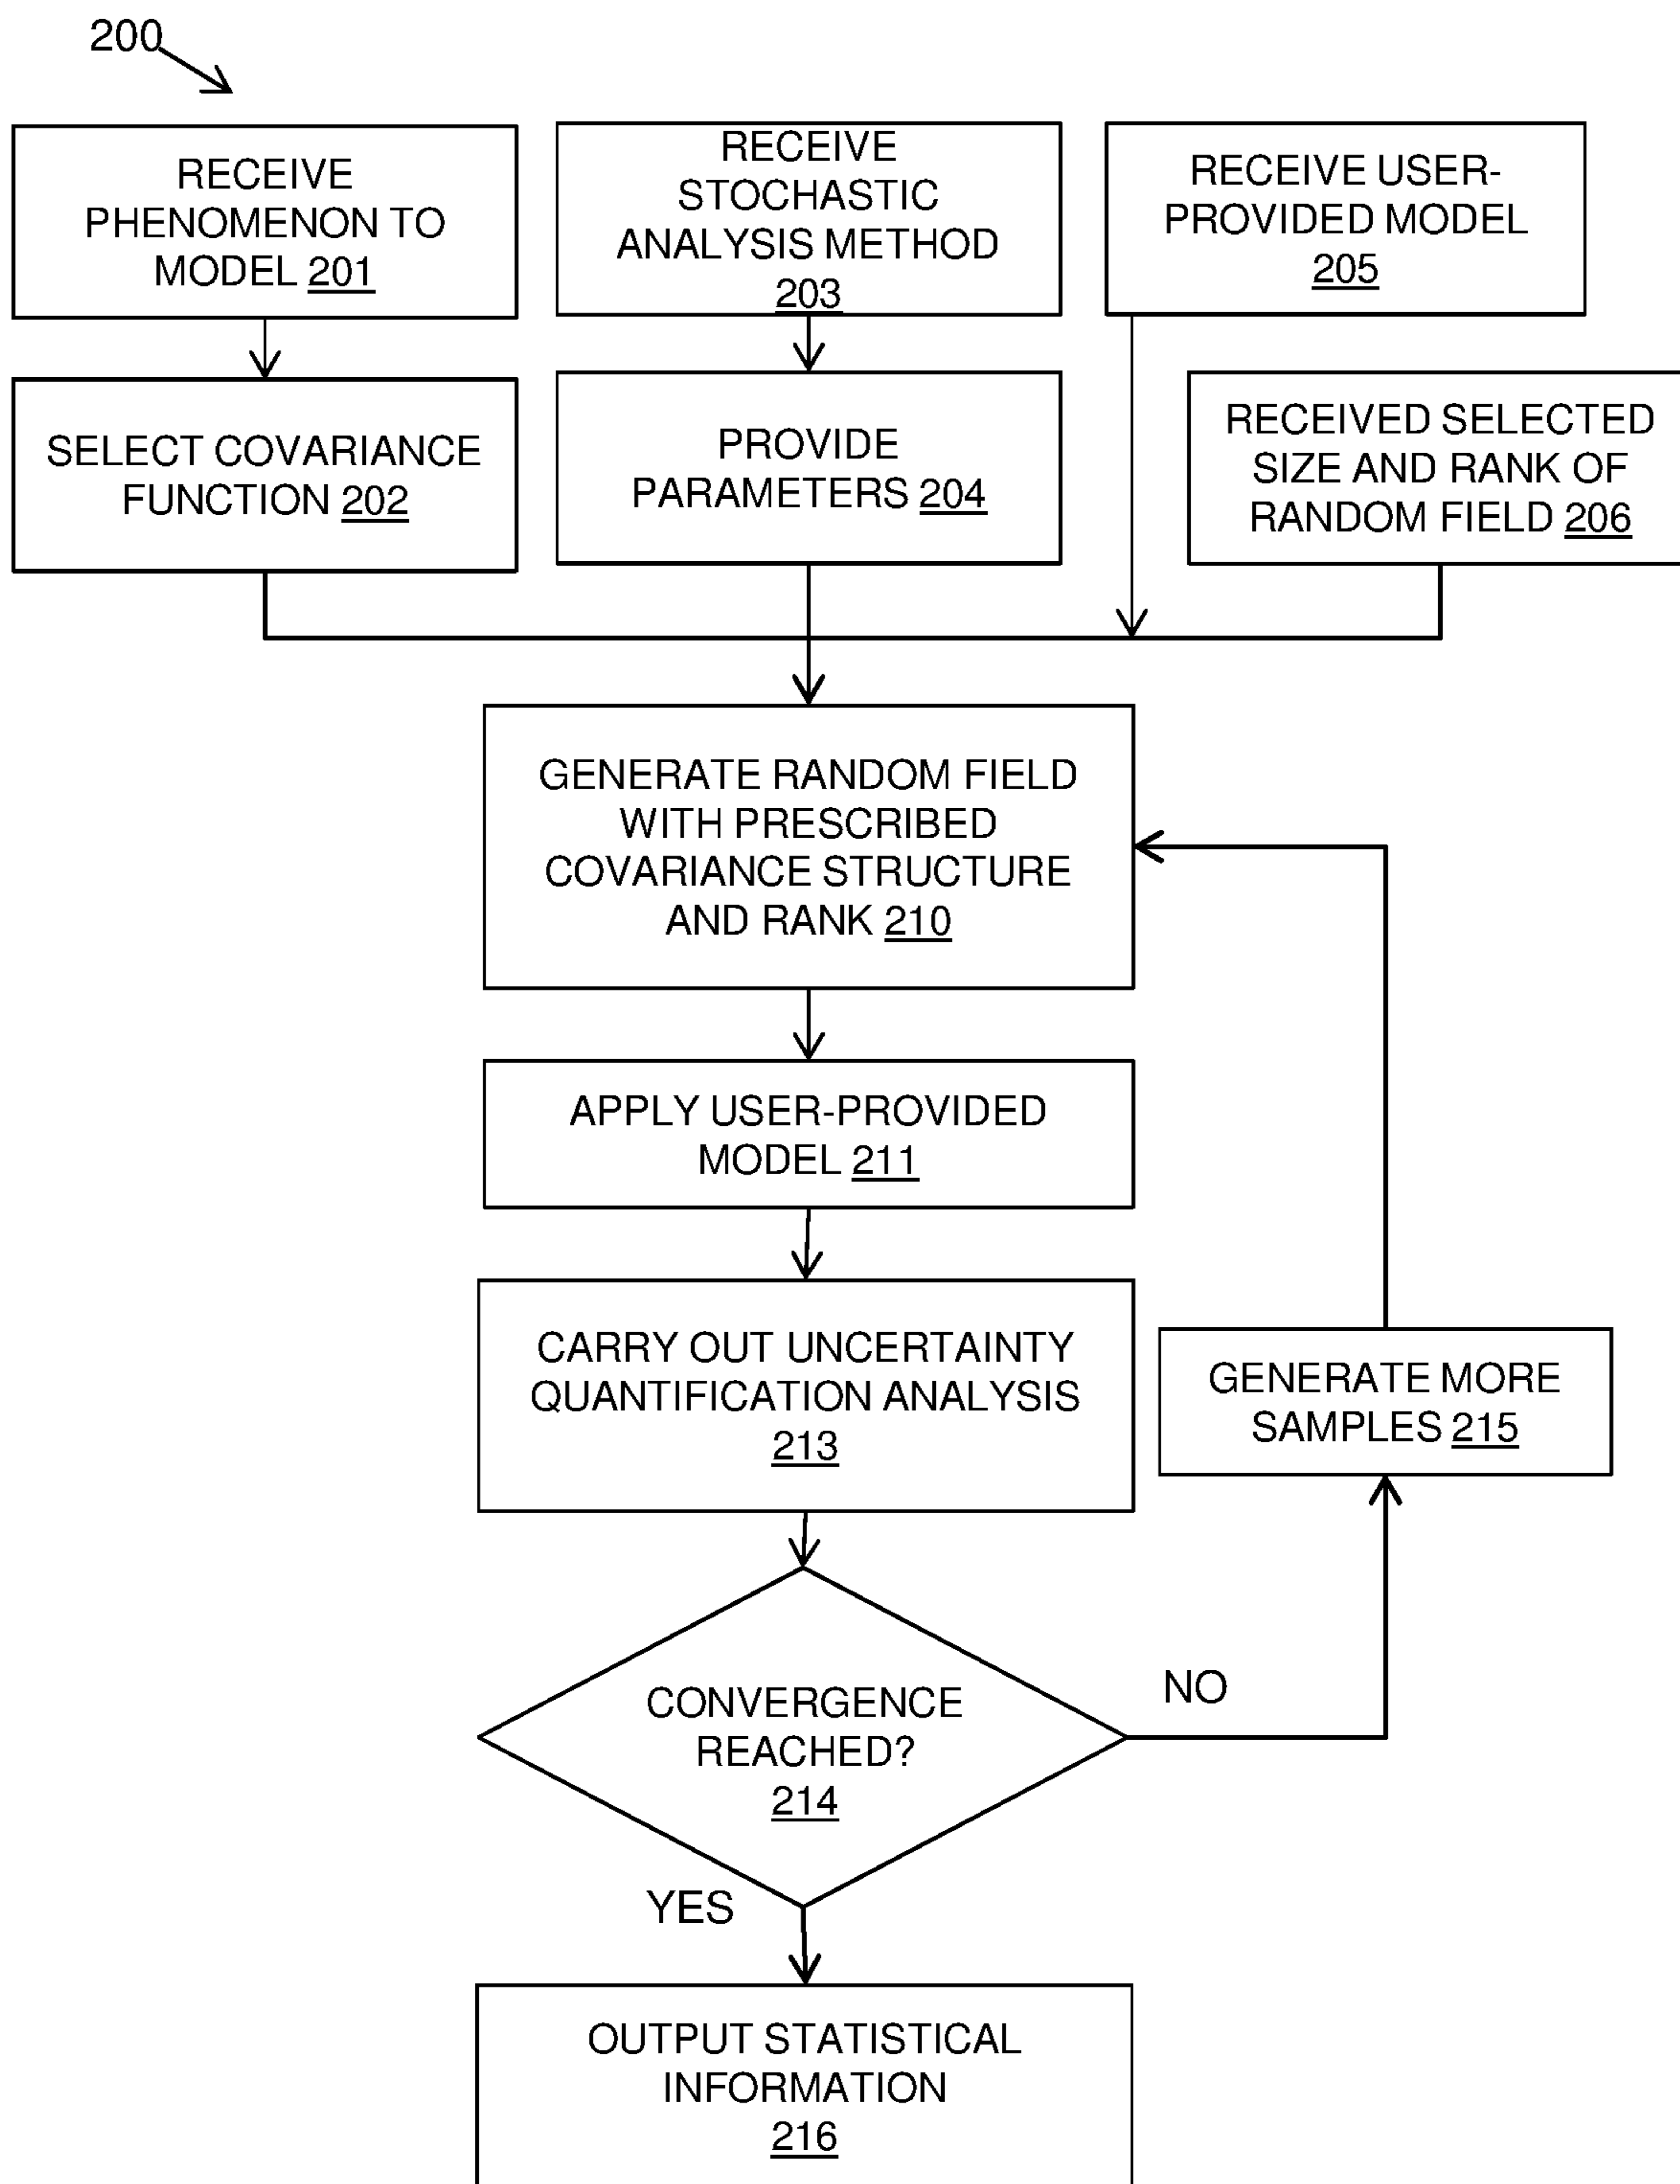 200
RECEIVE
PHENOMENON TO
MODEL 201
RECEIVE
STOCHASTIC
ANALYSIS METHOD
203
RECEIVE USER-
PROVIDED MODEL
205
SELECT COVARIANCE
FUNCTION 202
PROVIDE
PARAMETERS 204
RECEIVED SELECTED
SIZE AND RANK OF
RANDOM FIELD 206
GENERATE RANDOM FIELD
WITH PRESCRIBED
COVARIANCE STRUCTURE
AND RANK 210
APPLY USER-PROVIDED
MODEL 211
CARRY OUT UNCERTAINTY
QUANTIFICATION ANALYSIS
213
GENERATE MORE
SAMPLES 215
CONVERGENCE
REACHED?
214
NO
YES
OUTPUT STATISTICAL
INFORMATION
216